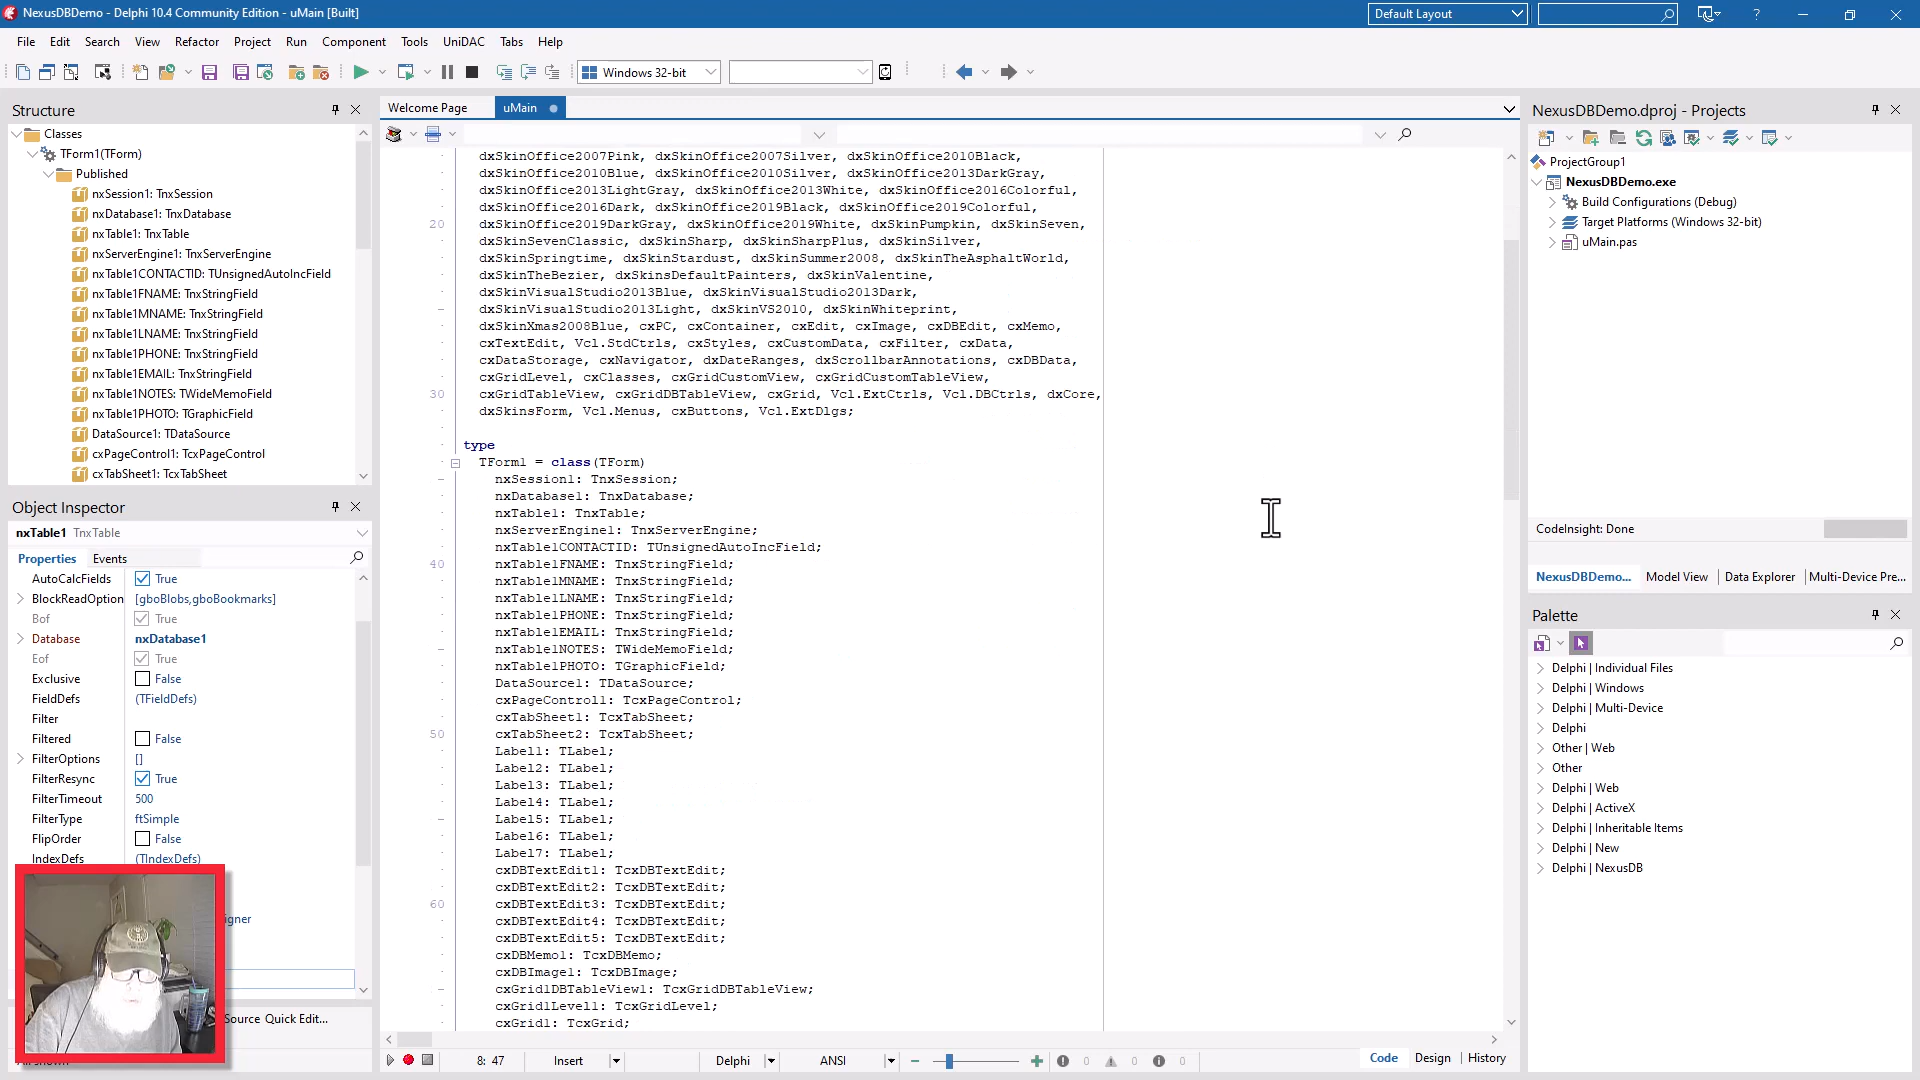 NexusDBDemo - Delphi 10.4 Community Edition - uMain [Built]
Default Layout
File Edit Search View Refactor Project Run Component Tools UniDAC Tabs Help
Windows 32-bit
Structure
Classes
TForm1(TForm)
Published
nxSession1: TnxSession
nxDatabase1: TnxDatabase
nxTable1: TnxTable
nxServerEngine1: TnxServerEngine
nxTable1CONTACTID: TUnsignedAutoIncField
nxTable1FNAME: TnxStringField
nxTable1MNAME: TnxStringField
nxTable1LNAME: TnxStringField
nxTable1PHONE: TnxStringField
nxTable1EMAIL: TnxStringField
nxTable1NOTES: TWideMemoField
nxTable1PHOTO: TGraphicField
DataSource1: TDataSource
cxPageControl1: TcxPageControl
cxTabSheet1: TcxTabSheet
Object Inspector
nxTable1 TnxTable
Properties Events
AutoCalcFields True
BlockReadOption [gboBlobs,gboBookmarks]
Bof True
Database nxDatabase1
Eof True
Exclusive False
FieldDefs (TFieldDefs)
Filter
Filtered False
FilterOptions []
FilterResync True
FilterTimeout 500
FilterType ftSimple
FlipOrder False
IndexDefs (TIndexDefs)
igner
Source Quick Edit...
Welcome Page uMain
dxSkinOffice2007Pink, dxSkinOffice2007Silver, dxSkinOffice2010Black,
dxSkinOffice2010Blue, dxSkinOffice2010Silver, dxSkinOffice2013DarkGray,
dxSkinOffice2013LightGray, dxSkinOffice2013White, dxSkinOffice2016Colorful,
dxSkinOffice2016Dark, dxSkinOffice2019Black, dxSkinOffice2019Colorful,
20 dxSkinOffice2019DarkGray, dxSkinOffice2019White, dxSkinPumpkin, dxSkinSeven,
dxSkinSevenClassic, dxSkinSharp, dxSkinSharpPlus, dxSkinSilver,
dxSkinSpringtime, dxSkinStardust, dxSkinSummer2008, dxSkinTheAsphaltWorld,
dxSkinTheBezier, dxSkinsDefaultPainters, dxSkinValentine,
dxSkinVisualStudio2013Blue, dxSkinVisualStudio2013Dark,
dxSkinVisualStudio2013Light, dxSkinVS2010, dxSkinWhiteprint,
dxSkinXmas2008Blue, cxPC, cxContainer, cxEdit, cxImage, cxDBEdit, cxMemo,
cxTextEdit, Vcl.StdCtrls, cxStyles, cxCustomData, cxFilter, cxData,
cxDataStorage, cxNavigator, dxDateRanges, dxScrollbarAnnotations, cxDBData,
cxGridLevel, cxClasses, cxGridCustomView, cxGridCustomTableView,
30 cxGridTableView, cxGridDBTableView, cxGrid, Vcl.ExtCtrls, Vcl.DBCtrls, dxCore,
dxSkinsForm, Vcl.Menus, cxButtons, Vcl.ExtDlgs;
type
TForm1 = class(TForm)
nxSession1: TnxSession;
nxDatabase1: TnxDatabase;
nxTable1: TnxTable;
nxServerEngine1: TnxServerEngine;
nxTable1CONTACTID: TUnsignedAutoIncField;
40 nxTable1FNAME: TnxStringField;
nxTable1MNAME: TnxStringField;
nxTable1LNAME: TnxStringField;
nxTable1PHONE: TnxStringField;
nxTable1EMAIL: TnxStringField;
nxTable1NOTES: TWideMemoField;
nxTable1PHOTO: TGraphicField;
DataSource1: TDataSource;
cxPageControl1: TcxPageControl;
cxTabSheet1: TcxTabSheet;
50 cxTabSheet2: TcxTabSheet;
Label1: TLabel;
Label2: TLabel;
Label3: TLabel;
Label4: TLabel;
Label5: TLabel;
Label6: TLabel;
Label7: TLabel;
cxDBTextEdit1: TcxDBTextEdit;
cxDBTextEdit2: TcxDBTextEdit;
60 cxDBTextEdit3: TcxDBTextEdit;
cxDBTextEdit4: TcxDBTextEdit;
cxDBTextEdit5: TcxDBTextEdit;
cxDBMemo1: TcxDBMemo;
cxDBImage1: TcxDBImage;
cxGrid1DBTableView1: TcxGridDBTableView;
cxGrid1Level1: TcxGridLevel;
cxGrid1: TcxGrid;
8: 47 Insert Delphi ANSI 0 0 0 Code Design History
NexusDBDemo.dproj - Projects
ProjectGroup1
NexusDBDemo.exe
Build Configurations (Debug)
Target Platforms (Windows 32-bit)
uMain.pas
CodeInsight: Done
NexusDBDemo... Model View Data Explorer Multi-Device Pre...
Palette
Delphi | Individual Files
Delphi | Windows
Delphi | Multi-Device
Delphi
Other | Web
Other
Delphi | Web
Delphi | ActiveX
Delphi | Inheritable Items
Delphi | New
Delphi | NexusDB